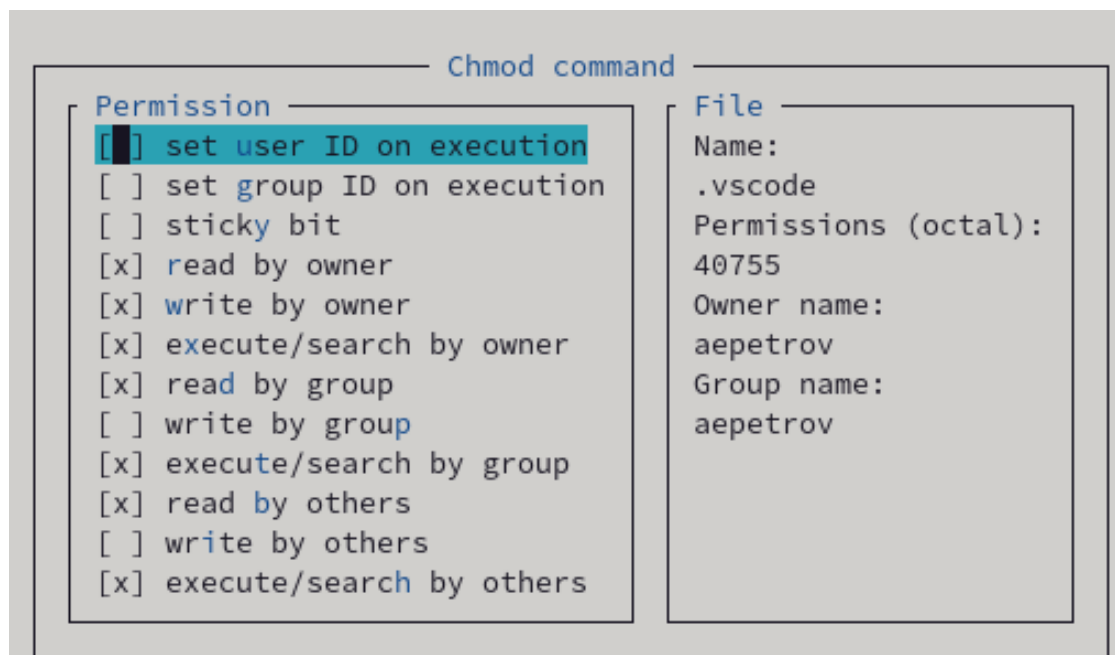 Chmod command
Permission
[ ] set user ID on execution
[ ] set group ID on execution
[ ] sticky bit
[x] read by owner
[x] write by owner
[x] execute/search by owner
[x] read by group
[ ] write by group
[x] execute/search by group
[x] read by others
[ ] write by others
[x] execute/search by others
File
Name:
.vscode
Permissions (octal):
40755
Owner name:
aepetrov
Group name:
aepetrov